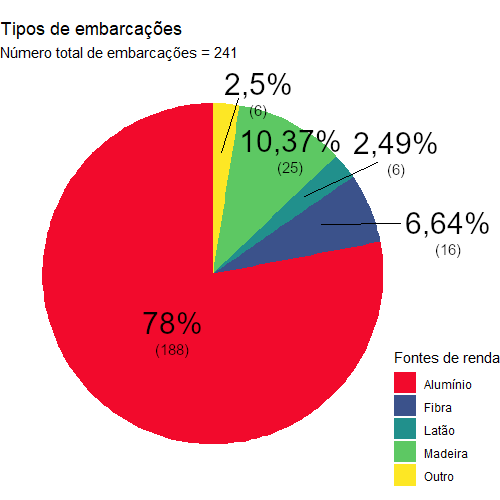 Tipos de embarcações
Número total de embarcações = 241
2,5%
(6)
10,37%
(25)
2,49%
(6)
6,64%
(16)
78%
(188)
Fontes de renda
Alumínio
Fibra
Latão
Madeira
Outro